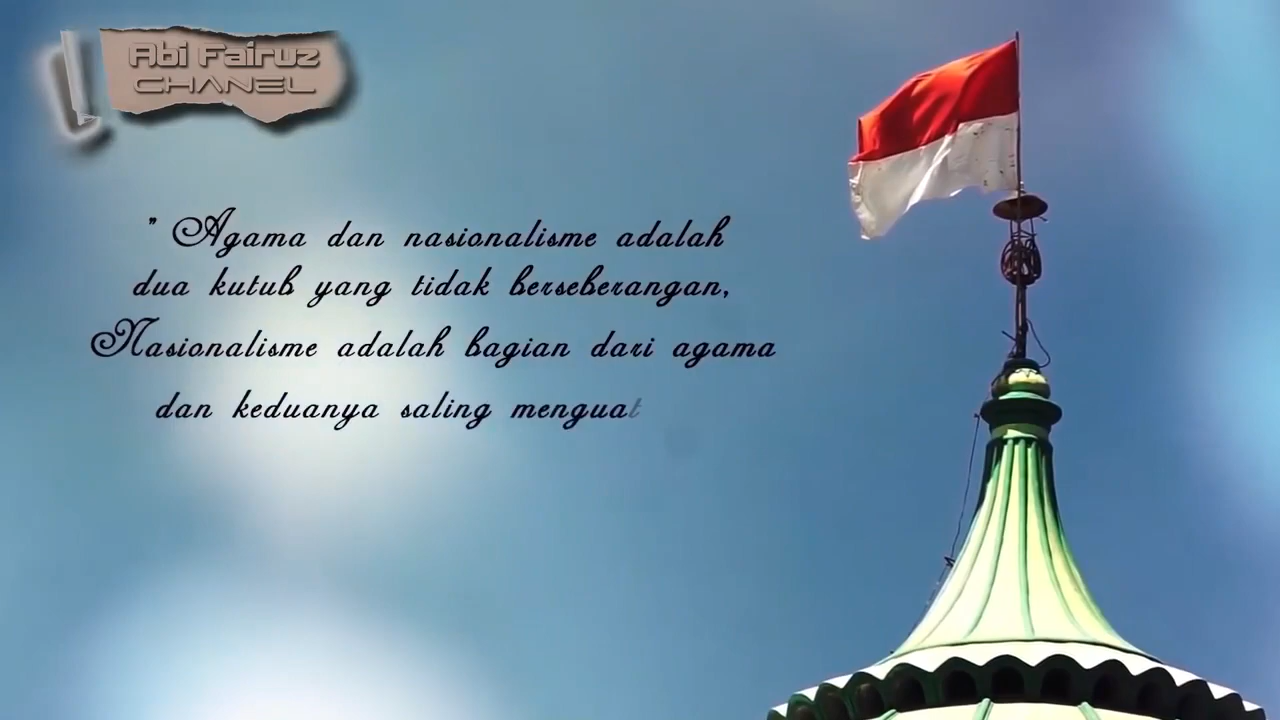 Abi Fairuz
CHANEL
" Agama dan nasionalisme adalah
dua kutub yang tidak berseberangan,
Nasionalisme adalah bagian dari agama
dan keduanya saling menguat